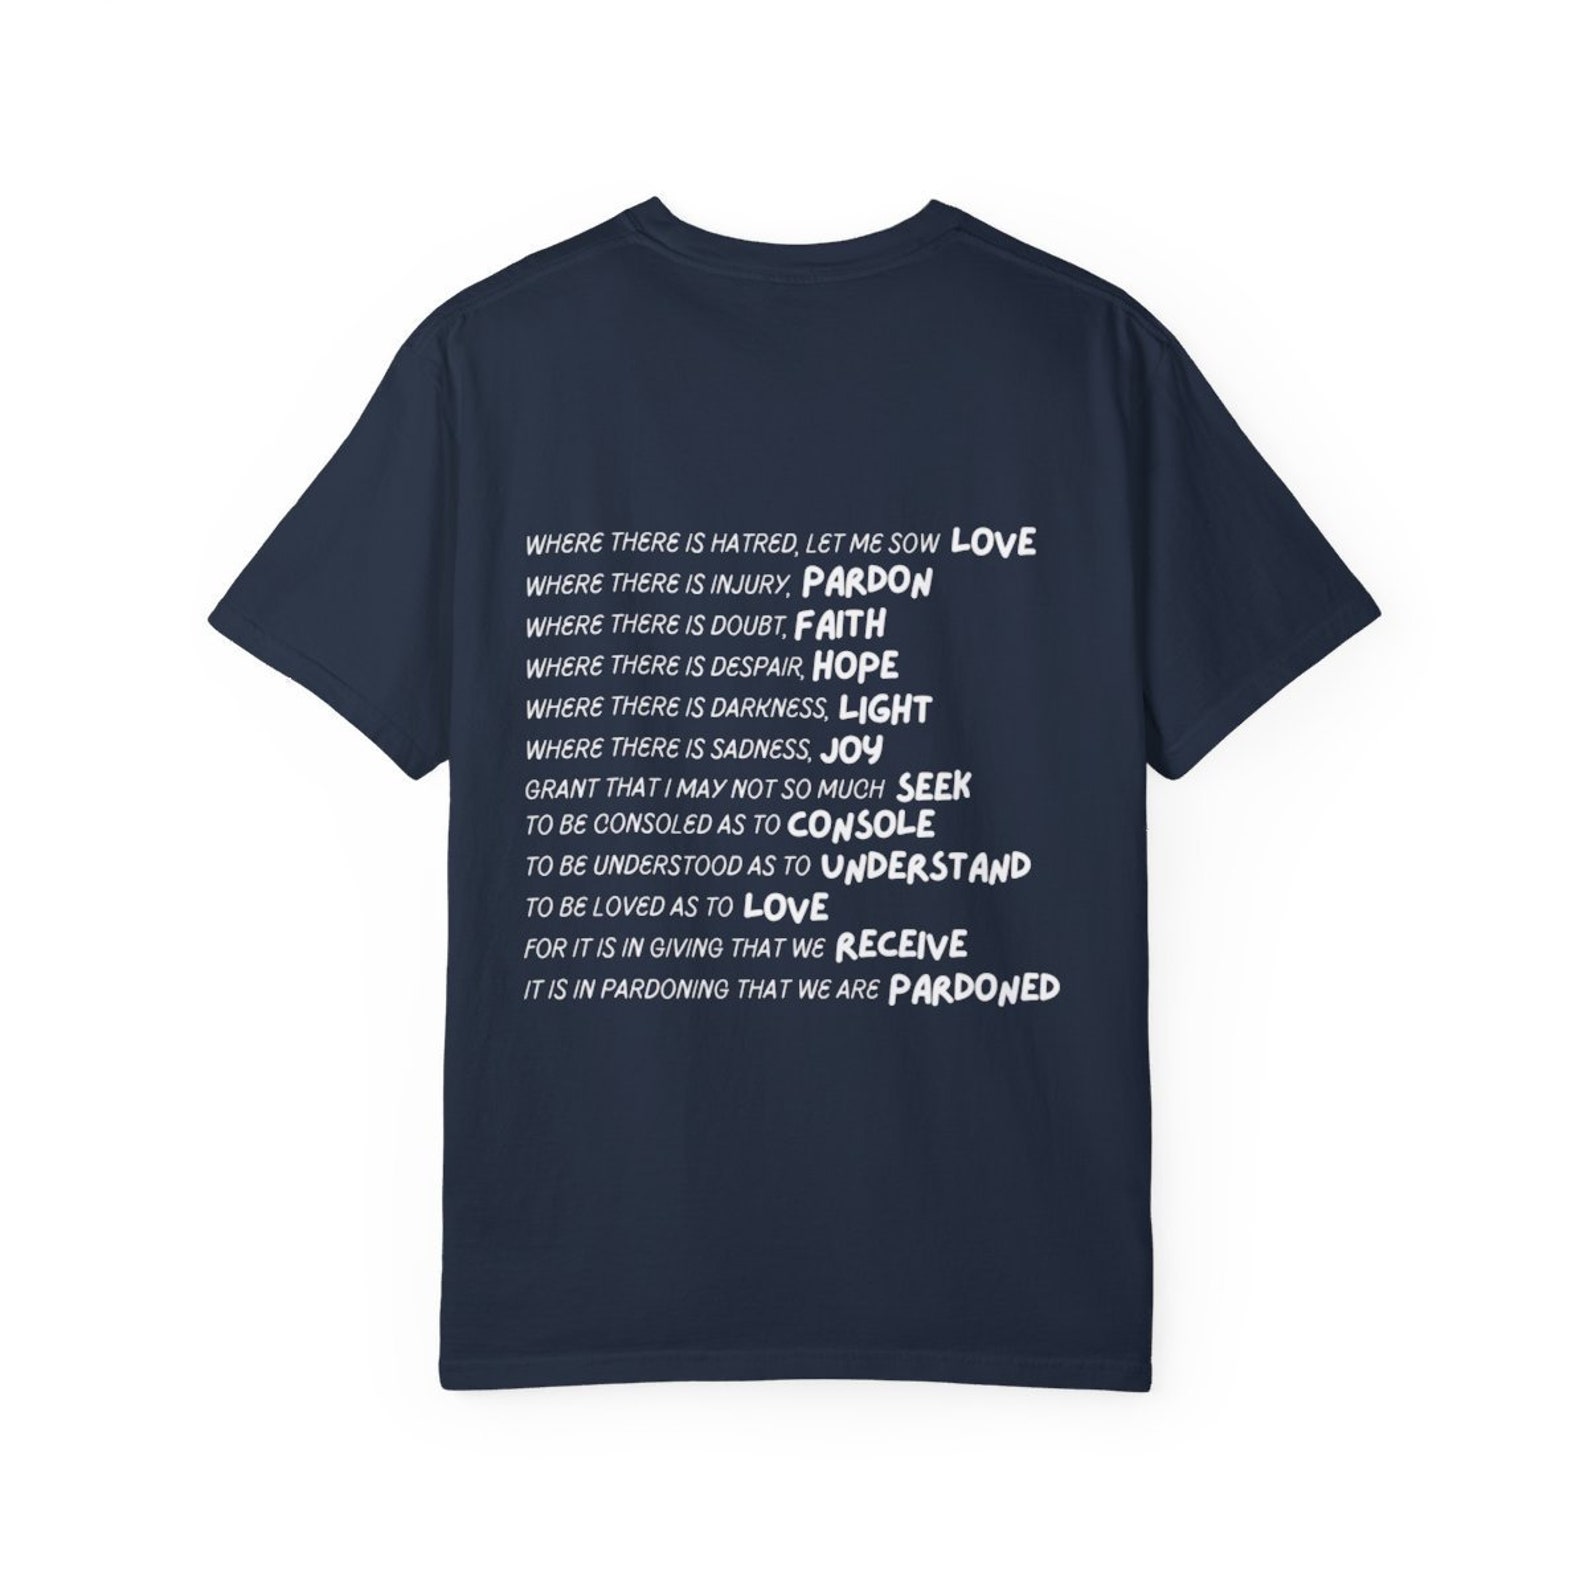 WHERE THERE IS HATRED, LET ME SOW LOVE
WHERE THERE IS INJURY, PARDON
WHERE THERE IS DOUBT, FAITH
WHERE THERE IS DESPAIR, HOPE
WHERE THERE IS DARKNESS, LIGHT
WHERE THERE IS SADNESS, JOY
GRANT THAT I MAY NOT SO MUCH SEEK
TO BE CONSOLED AS TO CONSOLE
TO BE UNDERSTOOD AS TO UNDERSTAND
TO BE LOVED AS TO LOVE
FOR IT IS IN GIVING THAT WE RECEIVE
IT IS IN PARDONING THAT WE ARE PARDONED